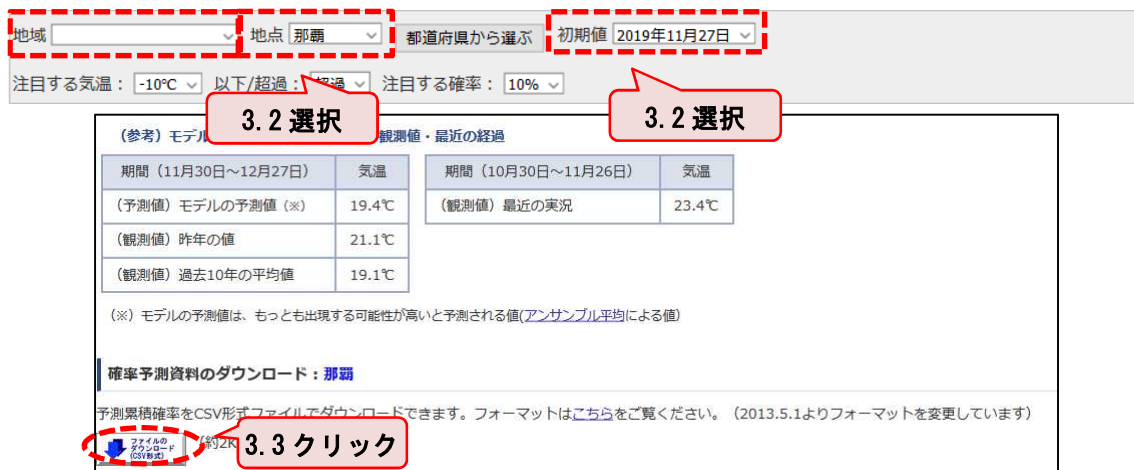 地域 地点 那覇 都道府県から選ぶ 初期値 2019年11月27日
注目する気温： -10℃ 以下/超過： 超過 注目する確率： 10%
3.2 選択
3.2 選択
（参考）モデル 観測値・最近の経過
期間（11月30日～12月27日） 気温
（予測値）モデルの予測値（※） 19.4℃
（観測値）昨年の値 21.1℃
（観測値）過去10年の平均値 19.1℃
期間（10月30日～11月26日） 気温
（観測値）最近の実況 23.4℃
（※）モデルの予測値は、もっとも出現する可能性が高いと予測される値(アンサンブル平均による値）
確率予測資料のダウンロード：那覇
予測累積確率をCSV形式ファイルでダウンロードできます。フォーマットはこちらをご覧ください。（2013.5.1よりフォーマットを変更しています）
ファイルの
ダウンロード
(CSV形式)
（約2K
3.3 クリック